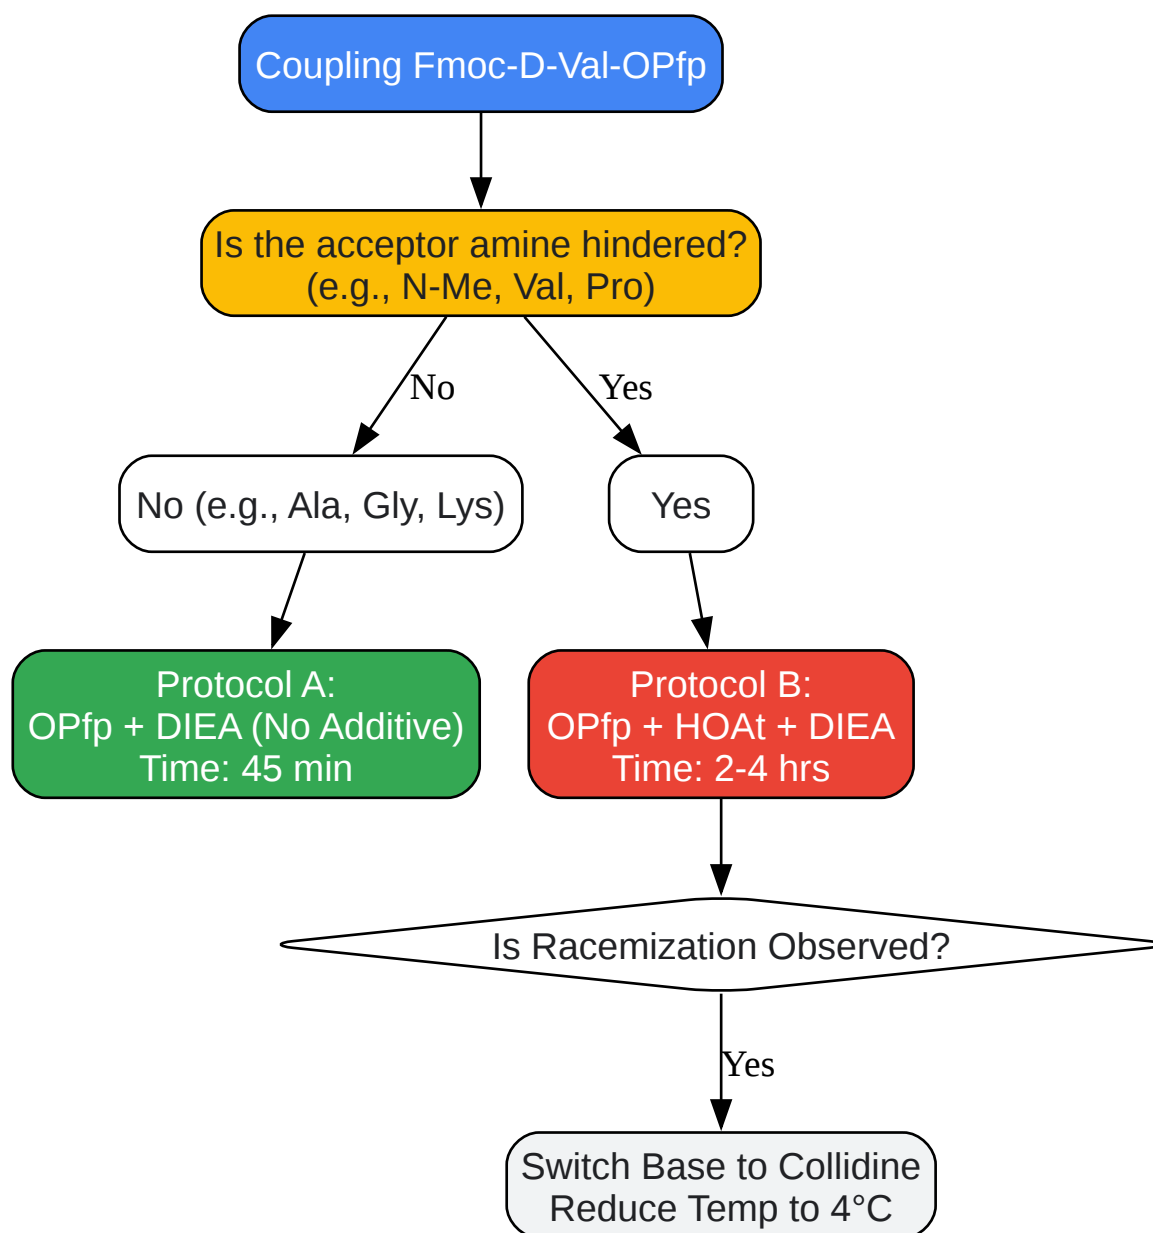 Coupling Fmoc-D-Val-OPfp
Is the acceptor amine hindered?
(e.g., N-Me, Val, Pro)
No
Yes
No (e.g., Ala, Gly, Lys)
Yes
Protocol A:
OPfp + DIEA (No Additive)
Time: 45 min
Protocol B:
OPfp + HOAt + DIEA
Time: 2-4 hrs
Is Racemization Observed?
Yes
Switch Base to Collidine
Reduce Temp to 4°C